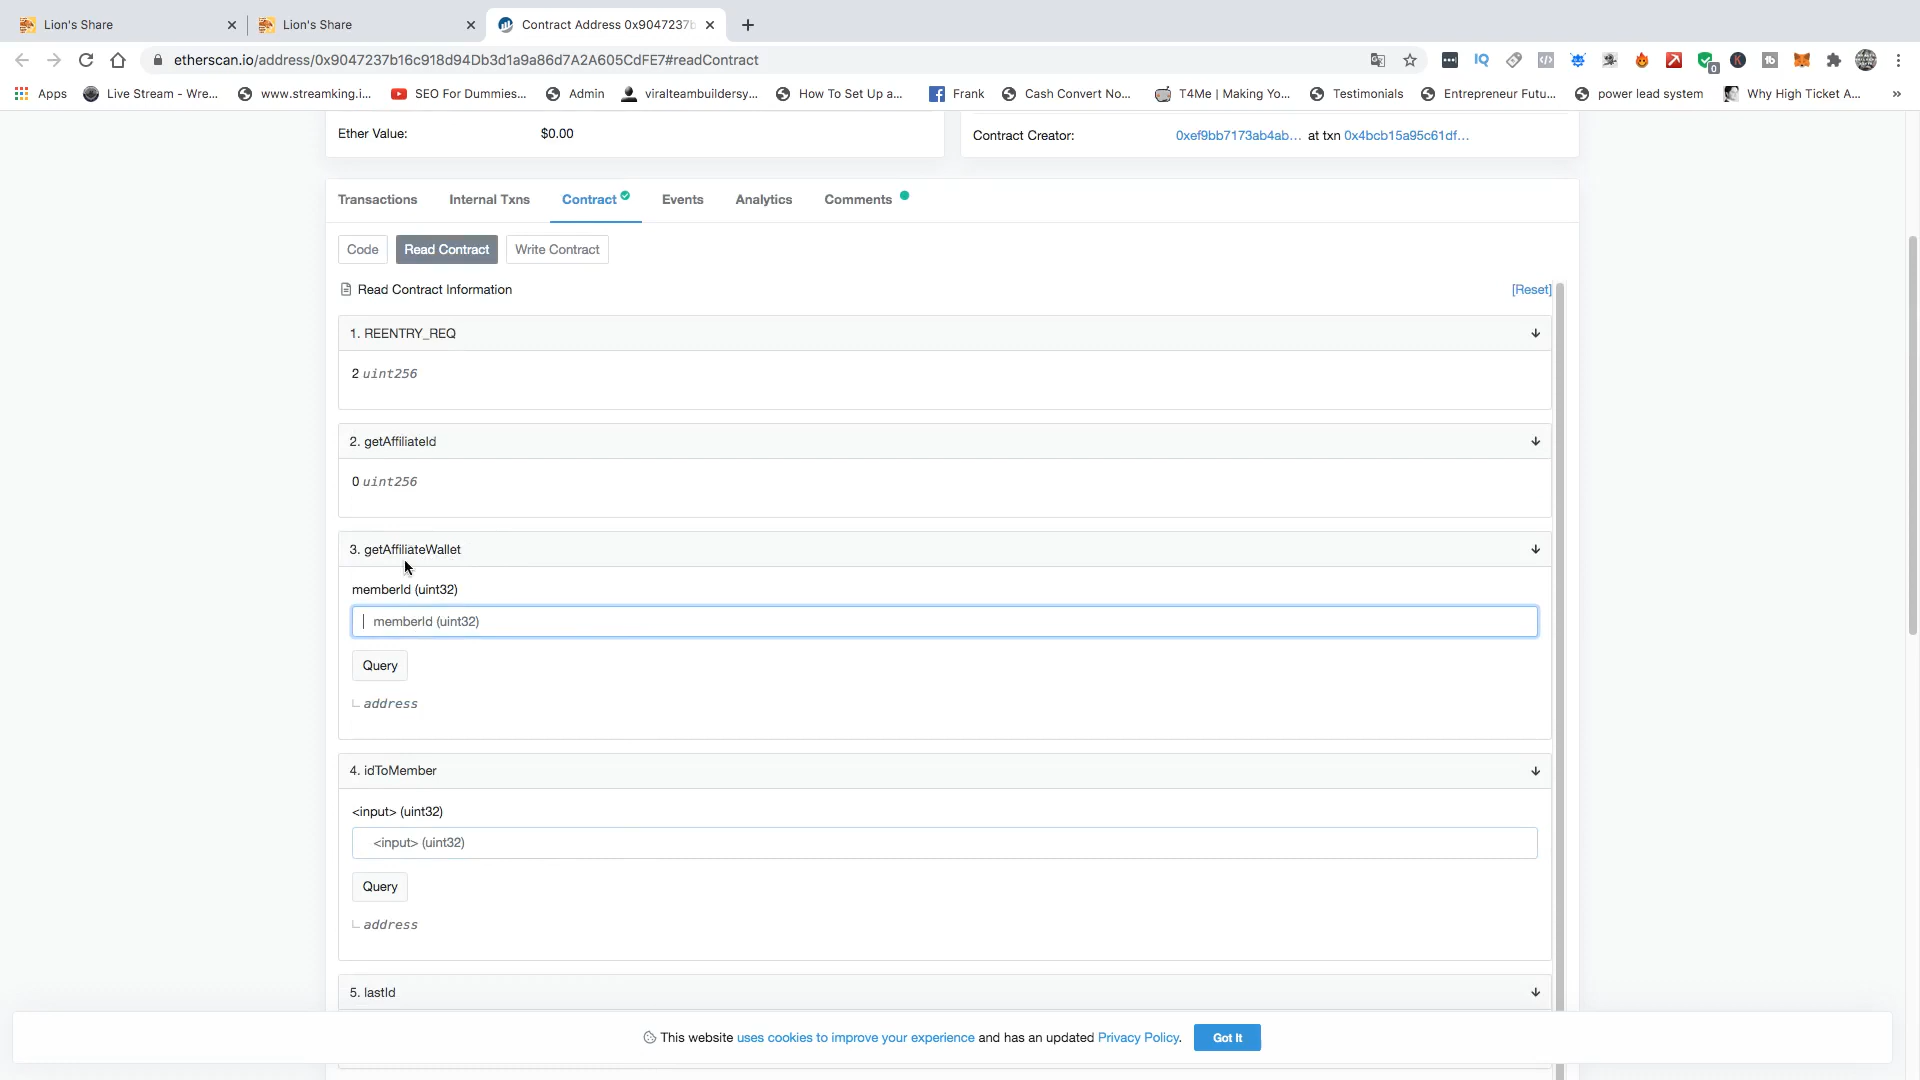 Lion's Share
Lion's Share
Contract Address 0x9047237b
etherscan.io/address/0x9047237b16c918d94Db3d1a9a86d7A2A605CdFE7#readContract
Apps
Live Stream - Wre...
www.streamking.i...
SEO For Dummies...
Admin
viralteambuildersy...
How To Set Up a...
Frank
Cash Convert No...
T4Me | Making Yo...
Testimonials
Entrepreneur Futu...
power lead system
Why High Ticket A...
»
Ether Value: $0.00
Contract Creator: 0xef9bb7173ab4ab... at txn 0x4bcb15a95c61df...
Transactions Internal Txns Contract Events Analytics Comments
Code Read Contract Write Contract
Read Contract Information [Reset]
1. REENTRY_REQ
2 uint256
2. getAffiliateId
0 uint256
3. getAffiliateWallet
memberId (uint32)
memberId (uint32)
Query
address
4. idToMember
<input> (uint32)
<input> (uint32)
Query
address
5. lastId
This website uses cookies to improve your experience and has an updated Privacy Policy. Got It